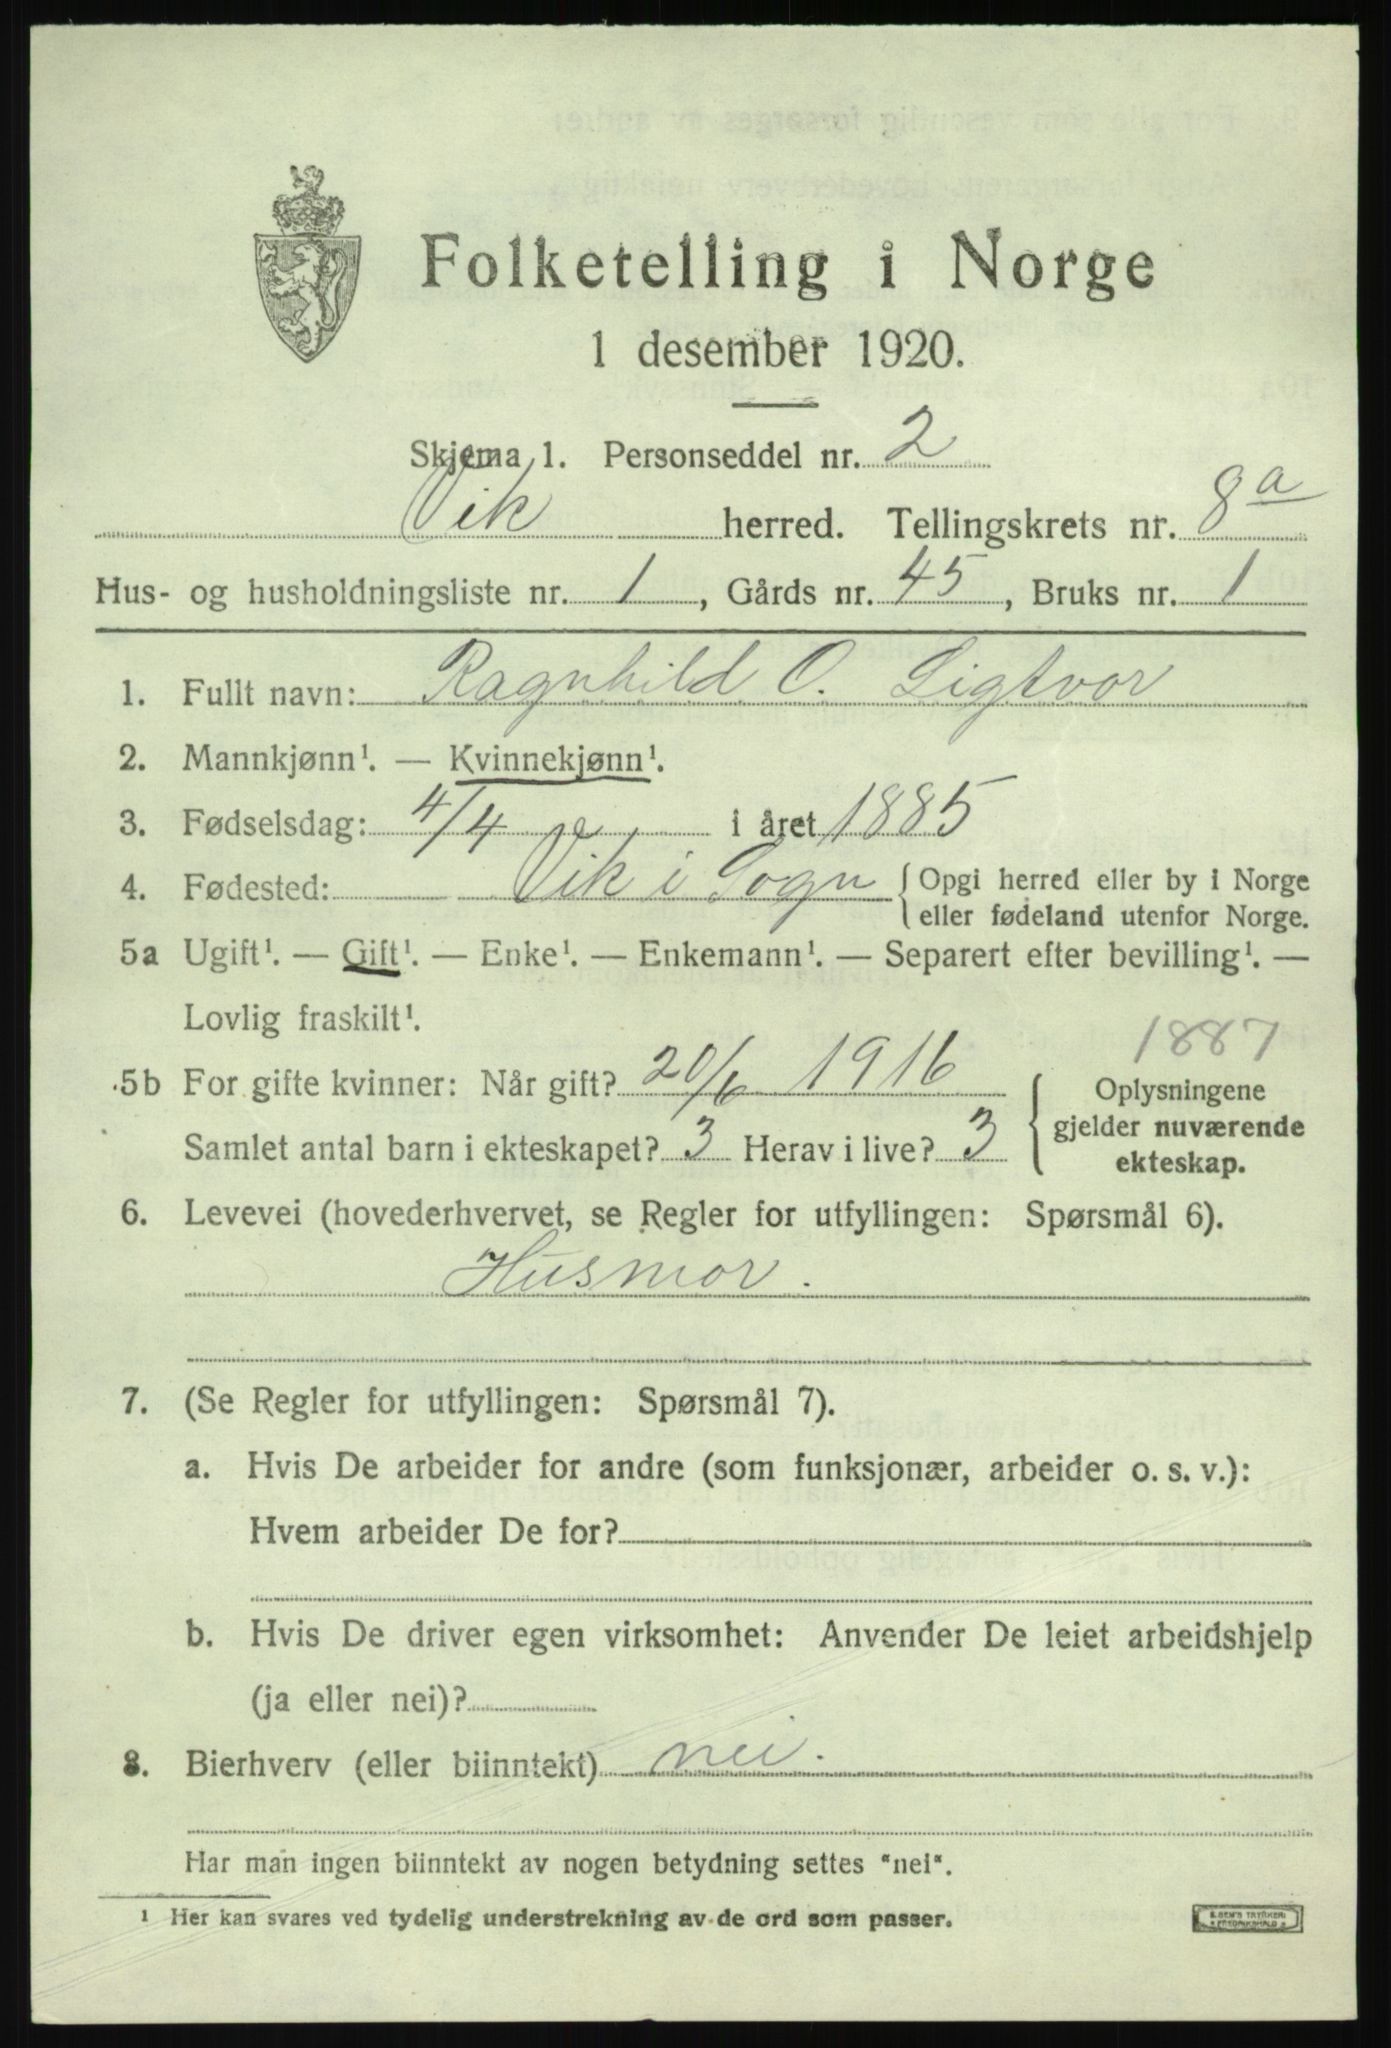 Folketelling i Norge
1 desember 1920.
Skjema 1. Personseddel nr. 2
Vik herred. Tellingskrets nr. 8a
Hus- og husholdningsliste nr. 1, Gårds nr. 45, Bruks nr. 1
1. Fullt navn: Ragnhild O. Ligtvor
2. Mannkjønn¹. — Kvinnekjønn¹.
3. Fødselsdag: 4/4 i året 1885
4. Fødested: Vik i Sogn {Opgi herred eller by i Norge
eller fødeland utenfor Norge.
5a Ugift¹. — Gift¹. — Enke¹. — Enkemann¹. — Separert efter bevilling¹. —
Lovlig fraskilt¹.
1887
5b For gifte kvinner: Når gift? 20/6 1916
Samlet antal barn i ekteskapet? 3 Herav i live? 3
{Oplysningene
gjelder nuværende
ekteskap.
6. Levevei (hovederhvervet, se Regler for utfyllingen: Spørsmål 6).
Husmor.
7. (Se Regler for utfyllingen: Spørsmål 7).
a. Hvis De arbeider for andre (som funksjonær, arbeider o. s. v.):
Hvem arbeider De for?
b. Hvis De driver egen virksomhet: Anvender De leiet arbeidshjelp
(ja eller nei)?
8. Bierhverv (eller biinntekt) nei.
Har man ingen biinntekt av nogen betydning settes "nei".
¹ Her kan svares ved tydelig understrekning av de ord som passer.